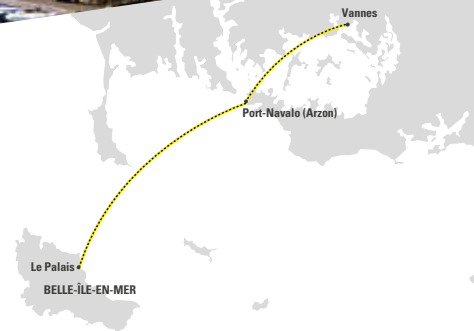 Vannes
Port-Navalo (Arzon)
Le Palais
BELLE-ÎLE-EN-MER